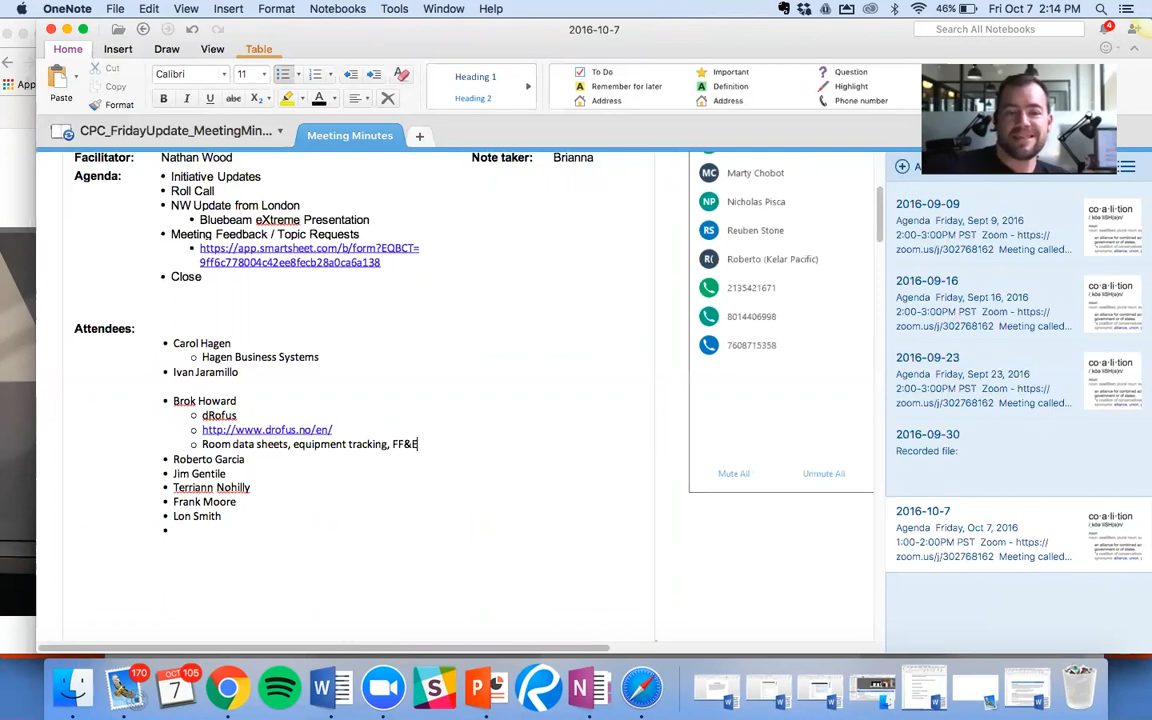 OneNote File Edit View Insert Format Notebooks Tools Window Help 46% Fri Oct 7 2:14 PM
2016-10-7
Search All Notebooks
4
Home Insert Draw View Table
App
Paste
Cut
Copy
Format
Calibri 11
B I U abc X₂ A
Heading 1
Heading 2
To Do
Remember for later
Address
Important
Definition
Address
Question
Highlight
Phone number
CPC_FridayUpdate_MeetingMin... Meeting Minutes
Facilitator: Nathan Wood Note taker: Brianna
Agenda:
• Initiative Updates
• Roll Call
• NW Update from London
▪ Bluebeam eXtreme Presentation
• Meeting Feedback / Topic Requests
▪ https://app.smartsheet.com/b/form?EQBCT=
9ff6c778004c42ee8fecb28a0ca6a138
• Close
Attendees:
• Carol Hagen
o Hagen Business Systems
• Ivan Jaramillo
• Brok Howard
o dRofus
o http://www.drofus.no/en/
o Room data sheets, equipment tracking, FF&E
• Roberto Garcia
• Jim Gentile
• Terriann Nohilly
• Frank Moore
• Lon Smith
•
MC Marty Chobot
NP Nicholas Pisca
RS Reuben Stone
R( Roberto (Kelar Pacific)
2135421671
8014406998
7608715358
Mute All Unmute All
2016-09-09
Agenda Friday, Sept 9, 2016
2:00-3:00PM PST Zoom - https://
zoom.us/j/302768162 Meeting called...
co·a·li·tion
2016-09-16
Agenda Friday, Sept 16, 2016
2:00-3:00PM PST Zoom - https://
zoom.us/j/302768162 Meeting called...
co·a·li·tion
2016-09-23
Agenda Friday, Sept 23, 2016
2:00-3:00PM PST Zoom - https://
zoom.us/j/302768162 Meeting called...
co·a·li·tion
2016-09-30
Recorded file:
2016-10-7
Agenda Friday, Oct 7, 2016
1:00-2:00PM PST Zoom - https://
zoom.us/j/302768162 Meeting called...
co·a·li·tion
170
OCT 105
7